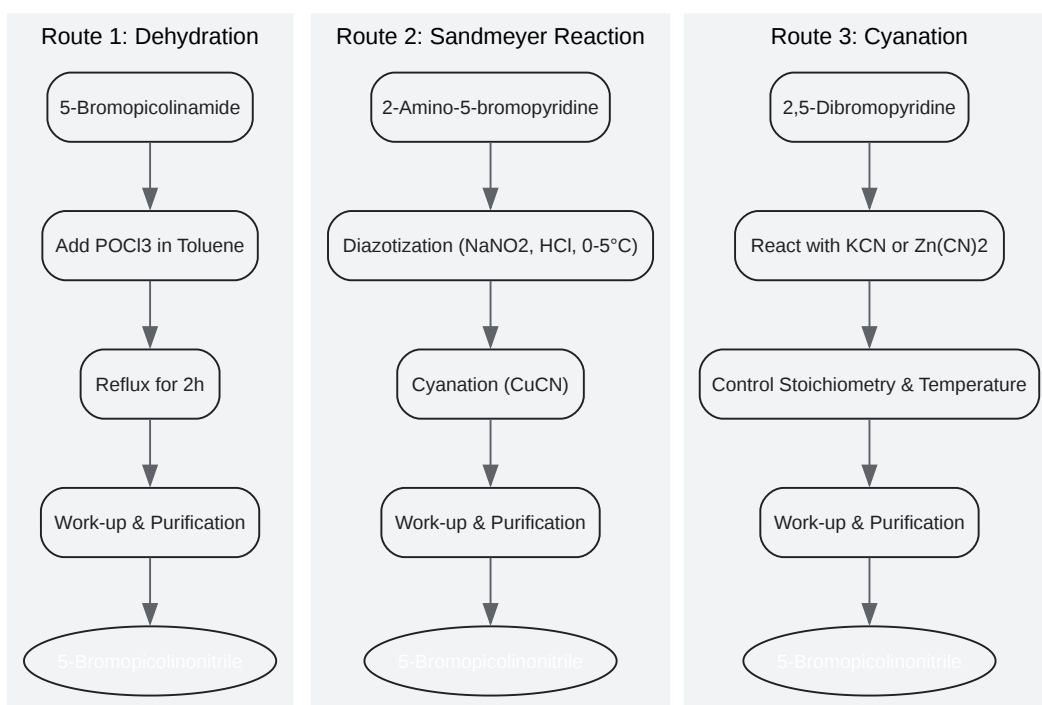 Route 1: Dehydration
5-Bromopicolinamide
Add POCl3 in Toluene
Reflux for 2h
Work-up & Purification
5-Bromopicolinonitrile
Route 2: Sandmeyer Reaction
2-Amino-5-bromopyridine
Diazotization (NaNO2, HCl, 0-5°C)
Cyanation (CuCN)
Work-up & Purification
5-Bromopicolinonitrile
Route 3: Cyanation
2,5-Dibromopyridine
React with KCN or Zn(CN)2
Control Stoichiometry & Temperature
Work-up & Purification
5-Bromopicolinonitrile